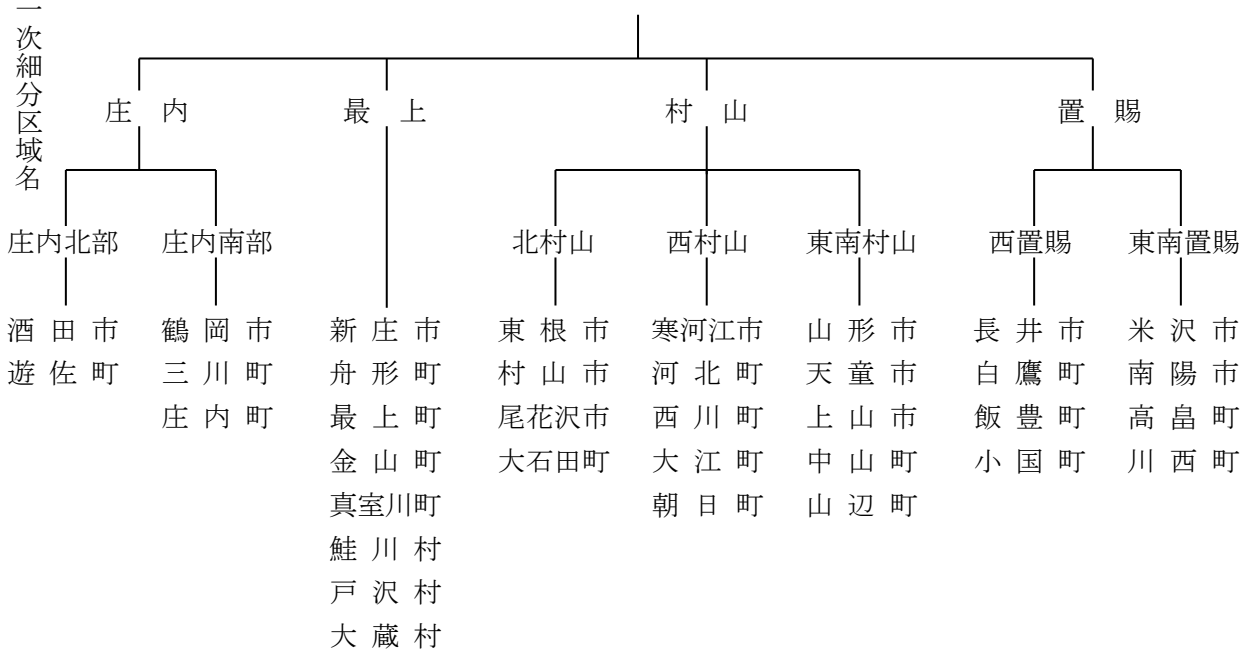 一次細分区域名
庄内 最上 村山 置賜
庄内北部 庄内南部 北村山 西村山 東南村山 西置賜 東南置賜
酒田市 鶴岡市 新庄市 東根市 寒河江市 山形市 長井市 米沢市
遊佐町 三川町 舟形町 村山市 河北町 天童市 白鷹町 南陽市
庄内町 最上町 尾花沢市 西川町 上山市 飯豊町 高畠町
金山町 大石田町 大江町 中山町 小国町 川西町
真室川町 朝日町 山辺町
鮭川村
戸沢村
大蔵村